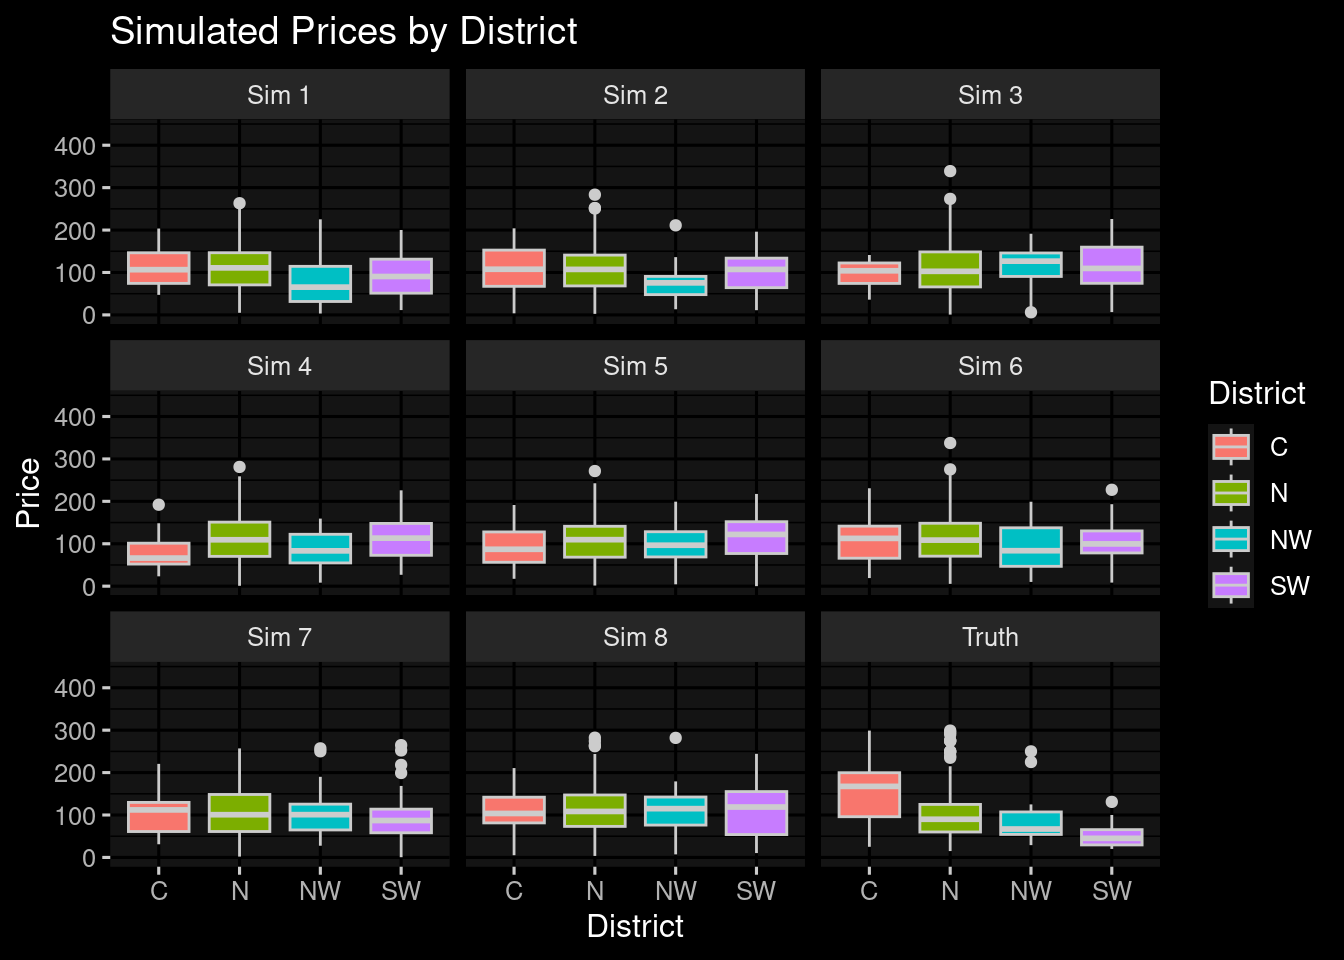 Simulated Prices by District
Sim 1
Sim 2
Sim 3
400
300
200
100
0
Sim 4
Sim 5
Sim 6
400
300
200
100
0
Sim 7
Sim 8
Truth
400
300
200
100
0
C N NW SW
C N NW SW
C N NW SW
District
Price
District
C
N
NW
SW